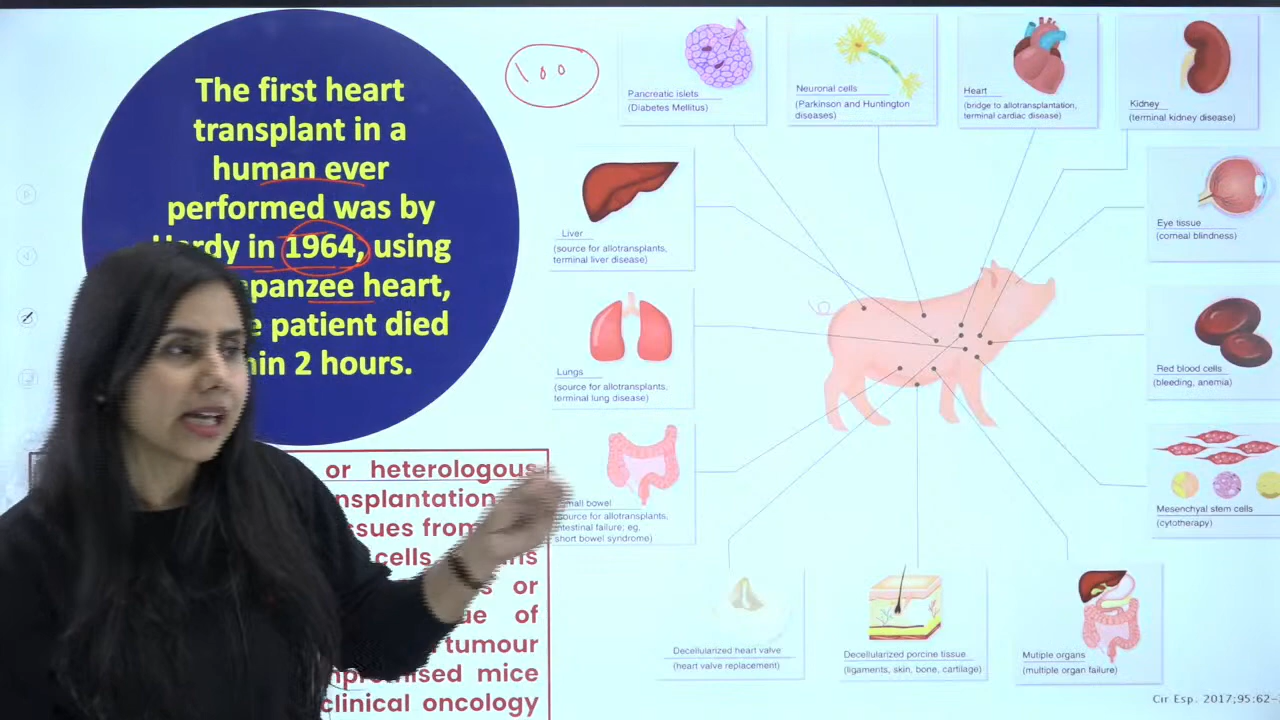 The first heart
transplant in a
human ever
performed was by
Hardy in 1964, using
panzee heart,
patient died
hin 2 hours.
100
Pancreatic islets
(Diabetes Mellitus)
Neuronal cells
(Parkinson and Huntington
diseases)
Heart
(bridge to allotransplantation,
terminal cardiac disease)
Kidney
(terminal kidney disease)
Liver
(source for allotransplants,
terminal liver disease)
Eye tissue
(corneal blindness)
Lungs
(source for allotransplants,
terminal lung disease)
Red blood cells
(bleeding, anemia)
mall bowel
source for allotransplants,
intestinal failure; eg,
short bowel syndrome)
Mesenchyal stem cells
(cytotherapy)
Decellularized heart valve
(heart valve replacement)
Decellularized porcine tissue
(ligaments, skin, bone, cartilage)
Mutiple organs
(multiple organ failure)
or heterologous
nsplantation
ssues from
cells
or
of
tumour
mised mice
clinical oncology
Cir Esp. 2017;95:62-